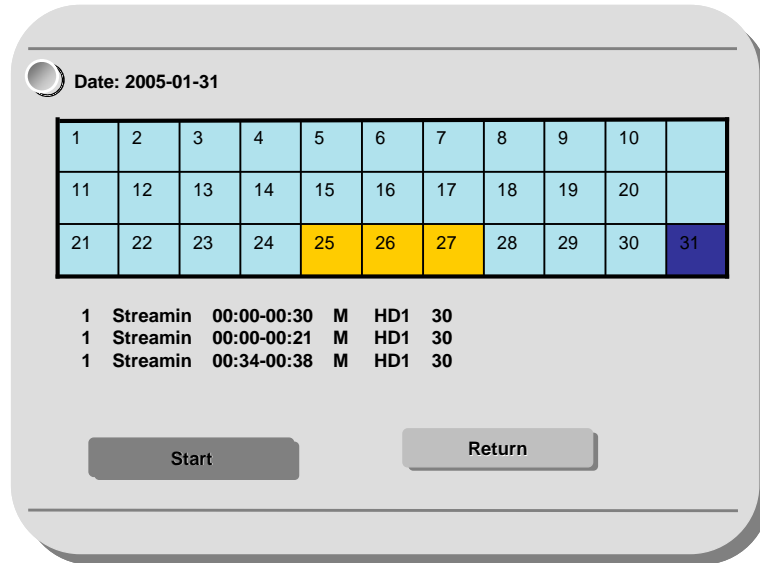 Date: 2005-01-31
1 2 3 4 5 6 7 8 9 10
11 12 13 14 15 16 17 18 19 20
21 22 23 24 25 26 27 28 29 30 31
1 Streamin 00:00-00:30 M HD1 30
1 Streamin 00:00-00:21 M HD1 30
1 Streamin 00:34-00:38 M HD1 30
Start Return